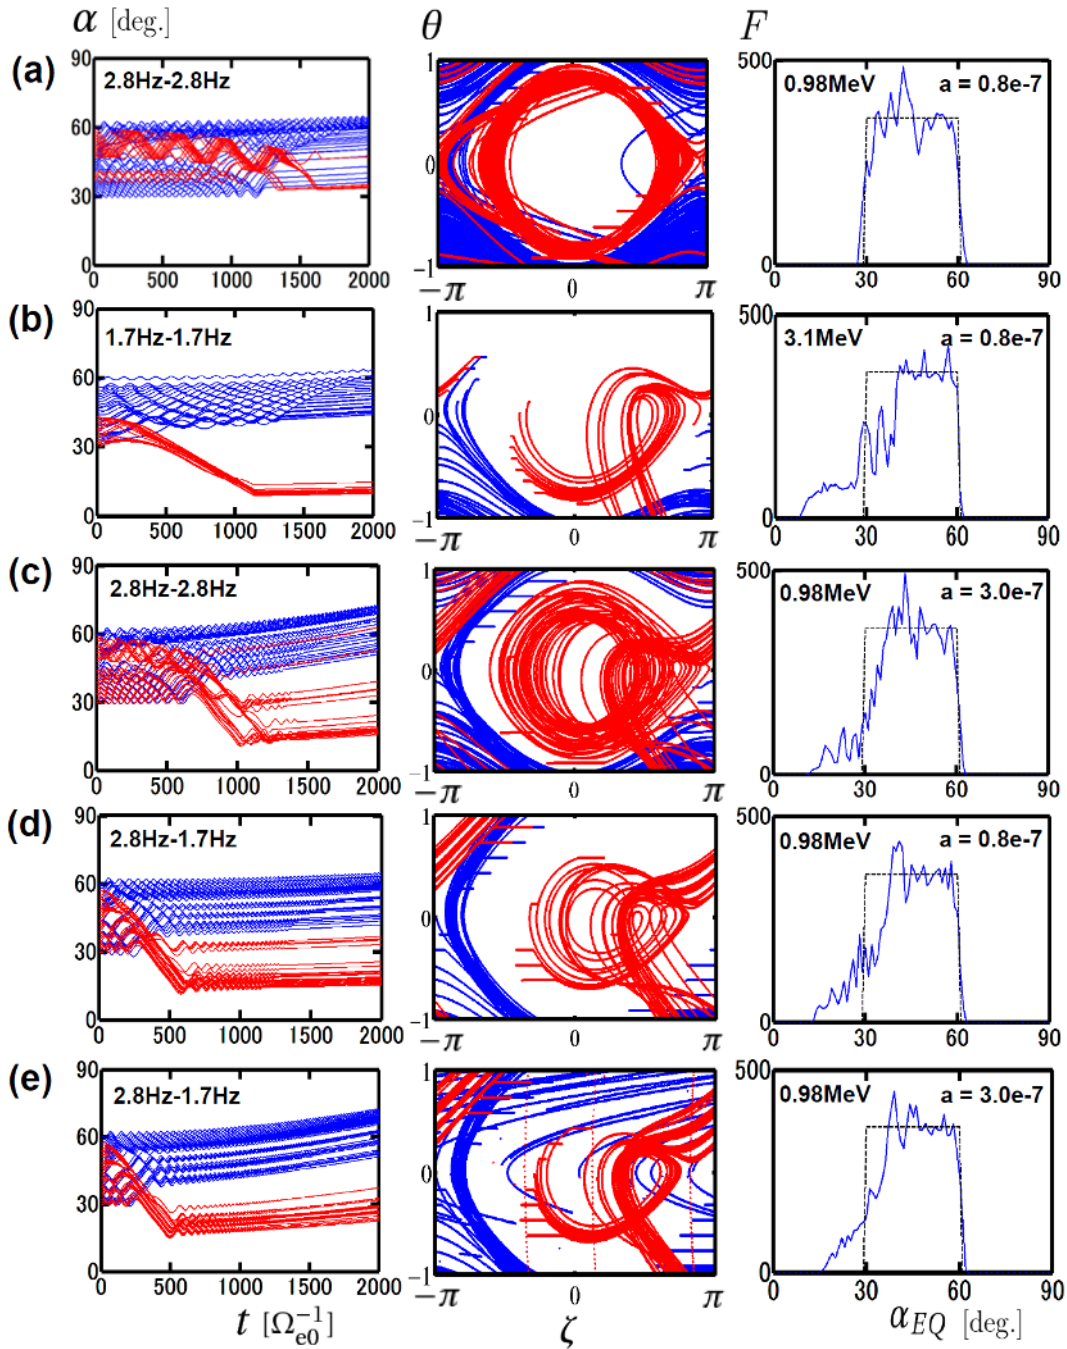 α [deg.] θ F
(a) 90 60 30 0 2.8Hz-2.8Hz 0 500 1000 1500 2000
1 0 −1 −π 0 π
500 0 0.98MeV a = 0.8e-7 0 30 60 90
(b) 90 60 30 0 1.7Hz-1.7Hz 0 500 1000 1500 2000
1 0 −1 −π 0 π
500 0 3.1MeV a = 0.8e-7 0 30 60 90
(c) 90 60 30 0 2.8Hz-2.8Hz 0 500 1000 1500 2000
1 0 −1 −π 0 π
500 0 0.98MeV a = 3.0e-7 0 30 60 90
(d) 90 60 30 0 2.8Hz-1.7Hz 0 500 1000 1500 2000
1 0 −1 −π 0 π
500 0 0.98MeV a = 0.8e-7 0 30 60 90
(e) 90 60 30 0 2.8Hz-1.7Hz 0 500 1000 1500 2000
1 0 −1 −π 0 π
500 0 0.98MeV a = 3.0e-7 0 30 60 90
t [Ω_{e0}^{-1}] ζ α_{EQ} [deg.]